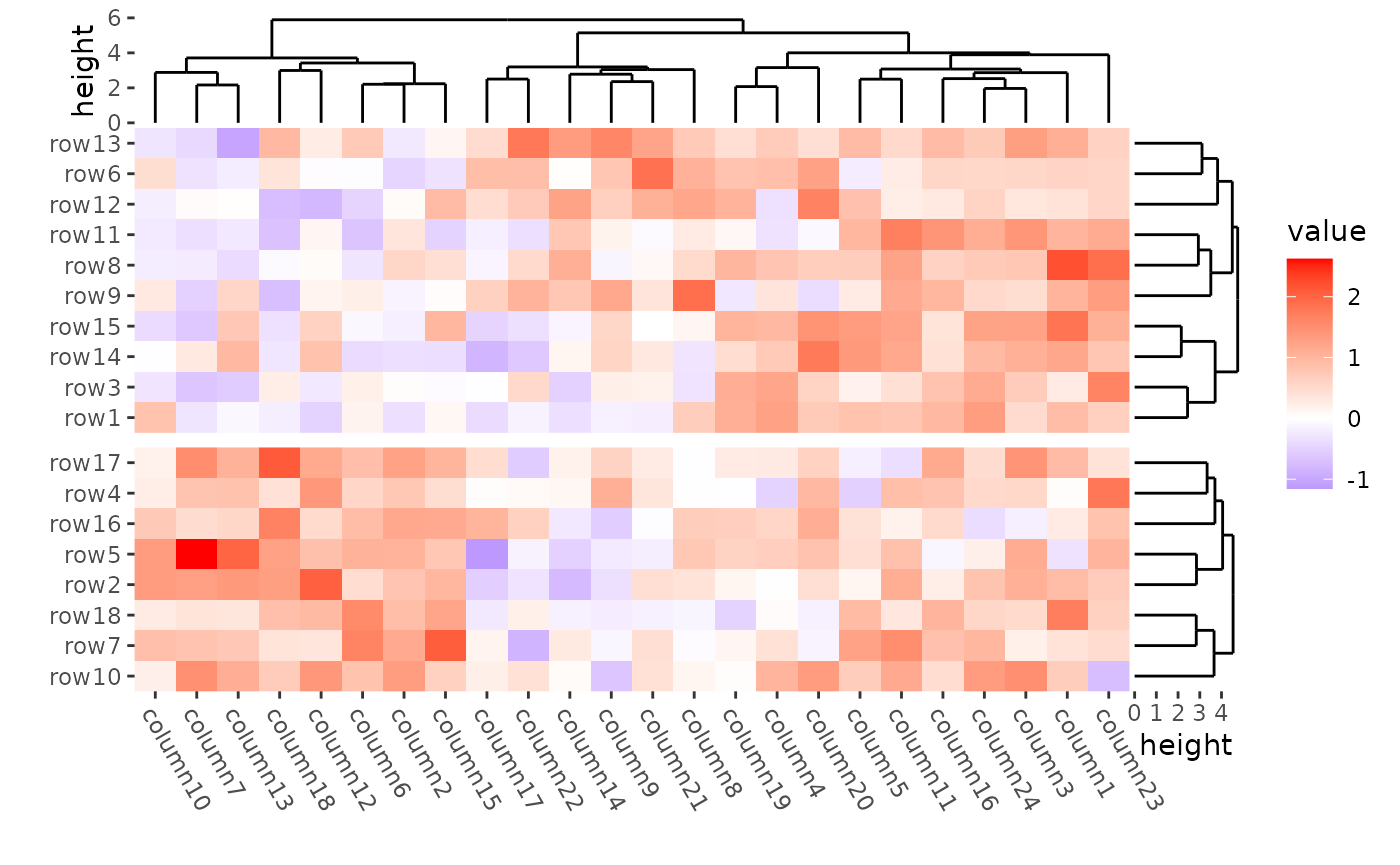 height
6
4
2
0
row13
row6
row12
row11
row8
row9
row15
row14
row3
row1
row17
row4
row16
row5
row2
row18
row7
row10
column10
column7
column13
column18
column12
column6
column2
column15
column17
column22
column14
column9
column21
column8
column19
column4
column20
column5
column11
column16
column24
column3
column1
column23
0 1 2 3 4
height
value
2
1
0
-1